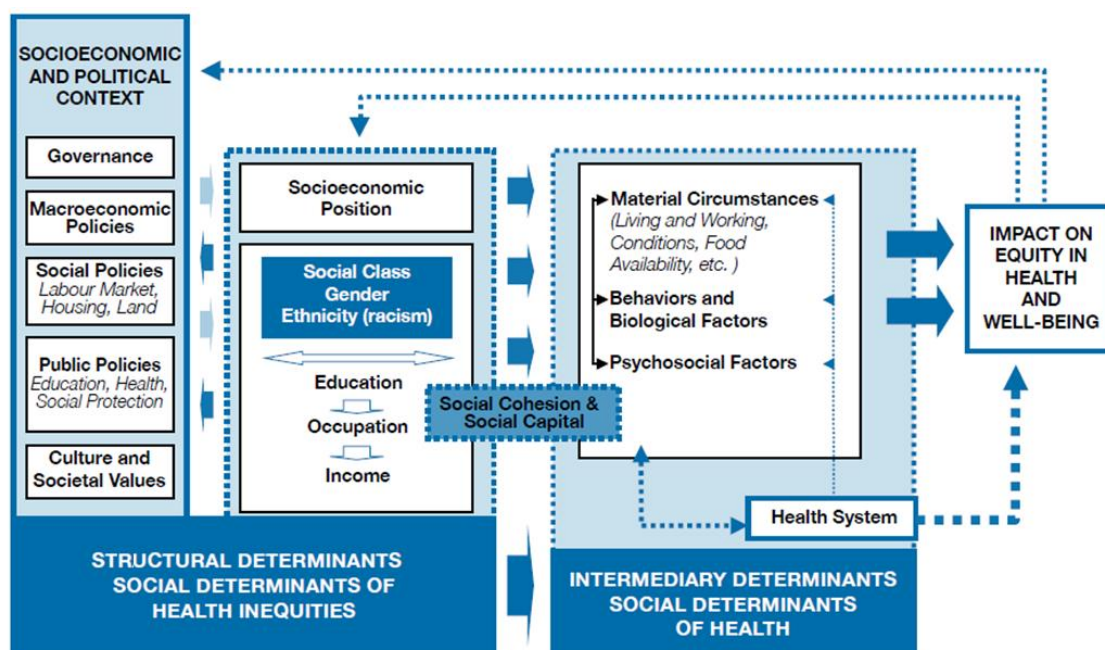 SOCIOECONOMIC
AND POLITICAL
CONTEXT
Governance
Macroeconomic
Policies
Social Policies
Labour Market,
Housing, Land
Public Policies
Education, Health,
Social Protection
Culture and
Societal Values
Socioeconomic
Position
Social Class
Gender
Ethnicity (racism)
Education
Occupation
Income
Social Cohesion &
Social Capital
Material Circumstances
(Living and Working,
Conditions, Food
Availability, etc. )
Behaviors and
Biological Factors
Psychosocial Factors
Health System
IMPACT ON
EQUITY IN
HEALTH
AND
WELL-BEING
STRUCTURAL DETERMINANTS
SOCIAL DETERMINANTS OF
HEALTH INEQUITIES
INTERMEDIARY DETERMINANTS
SOCIAL DETERMINANTS
OF HEALTH